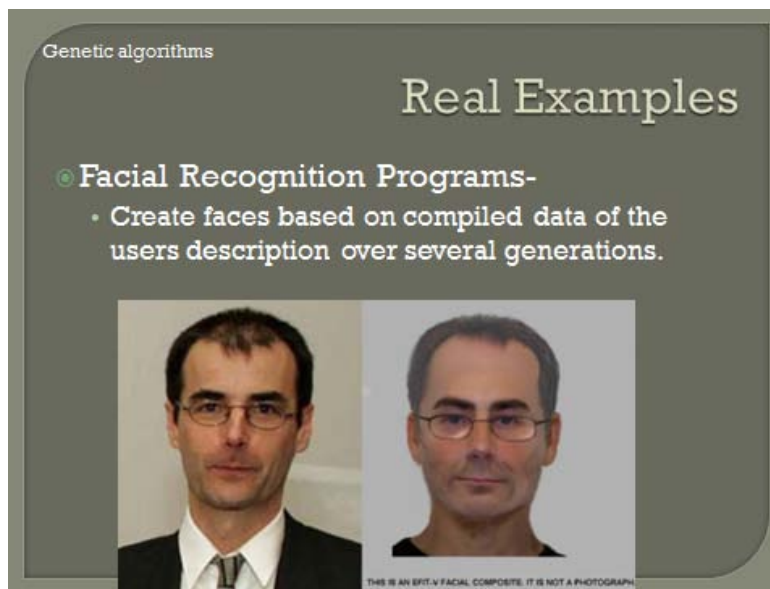 Genetic algorithms
Real Examples
Facial Recognition Programs-
Create faces based on compiled data of the
users description over several generations.
THIS IS AN EFIT-V FACIAL COMPOSITE. IT IS NOT A PHOTOGRAPH